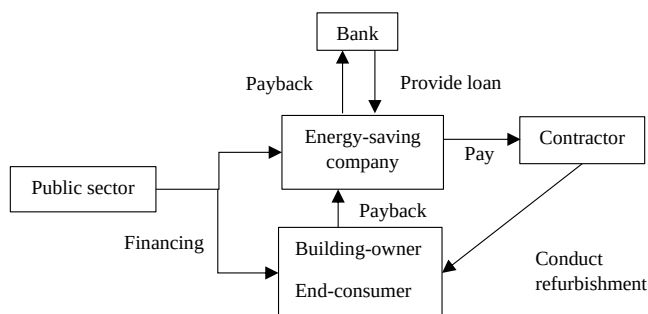 Bank
Payback
Provide loan
Energy-saving
company
Contractor
Pay
Public sector
Payback
Financing
Building-owner
End-consumer
Conduct
refurbishment